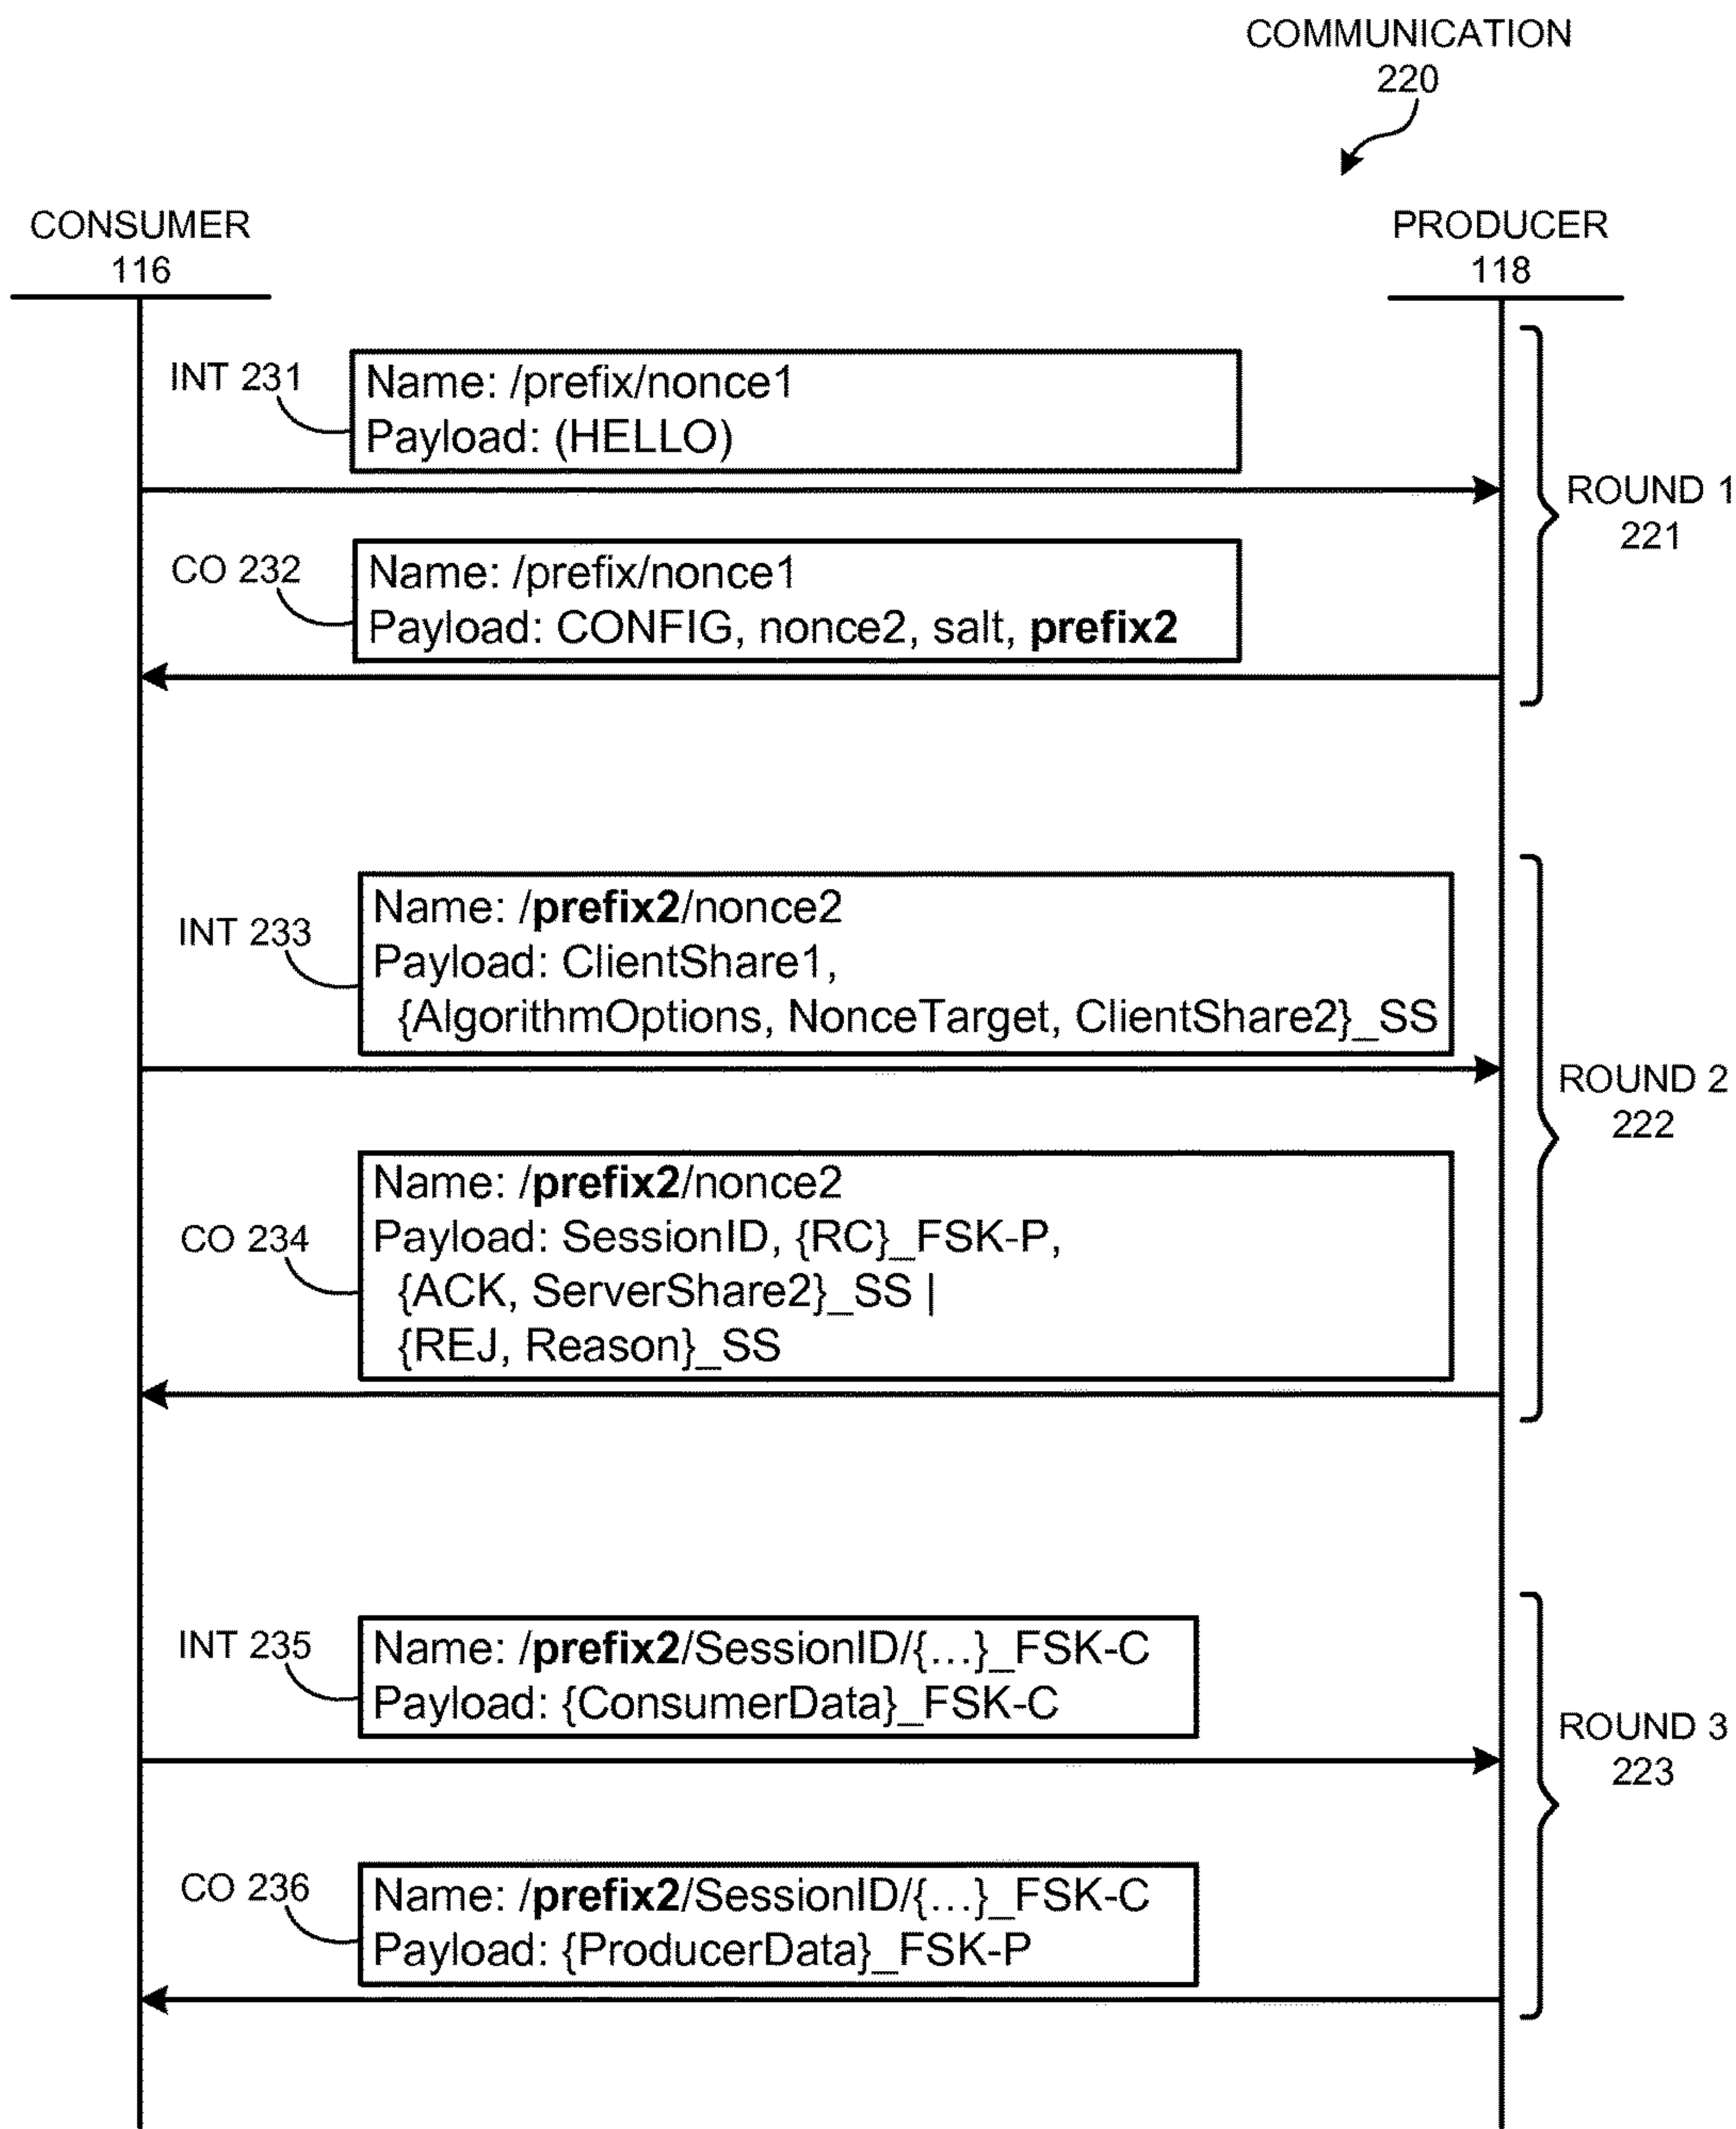 COMMUNICATION
220
CONSUMER
116
PRODUCER
118
INT 231
Name: /prefix/nonce1
Payload: (HELLO)
ROUND 1
221
CO 232
Name: /prefix/nonce1
Payload: CONFIG, nonce2, salt, prefix2
INT 233
Name: /prefix2/nonce2
Payload: ClientShare1,
{AlgorithmOptions, NonceTarget, ClientShare2}_SS
ROUND 2
222
CO 234
Name: /prefix2/nonce2
Payload: SessionID, {RC}_FSK-P,
{ACK, ServerShare2}_SS |
{REJ, Reason}_SS
INT 235
Name: /prefix2/SessionID/{...}_FSK-C
Payload: {ConsumerData}_FSK-C
ROUND 3
223
CO 236
Name: /prefix2/SessionID/{...}_FSK-C
Payload: {ProducerData}_FSK-P